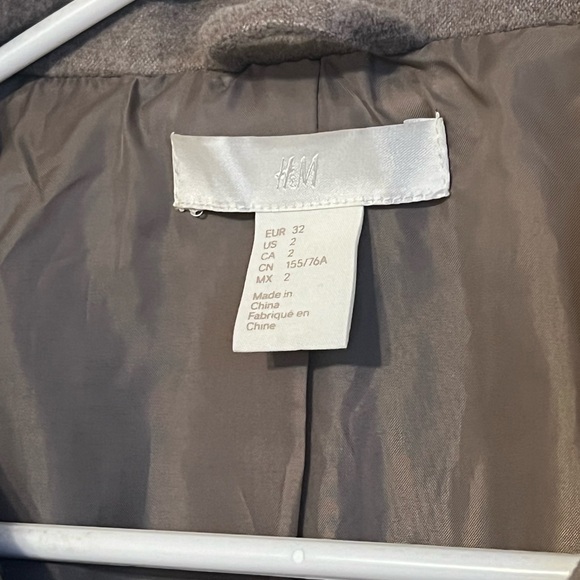 H&M
EUR 32
US 2
CA 2
CN 155/76A
MX 2
Made in
China
Fabriqué en
Chine